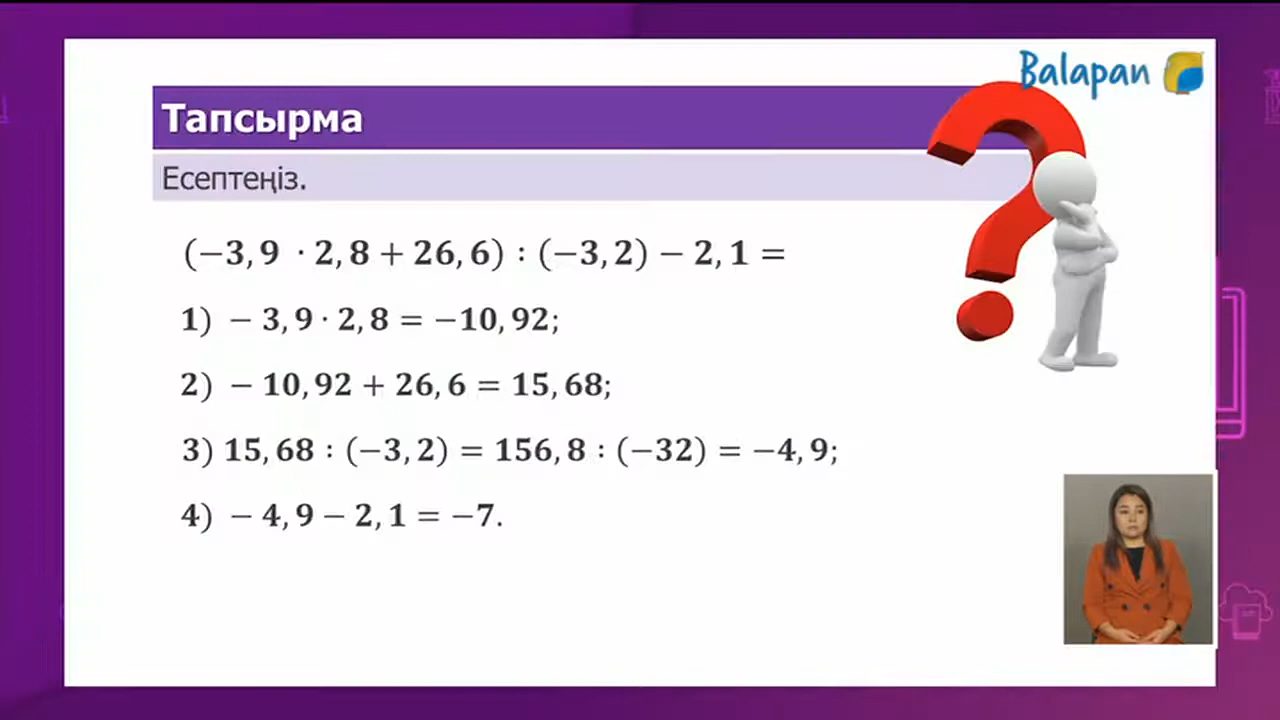 Balapan
Тапсырма
Есептеңіз.
(−3,9 · 2,8 + 26,6) : (−3,2) − 2,1 =
1) − 3,9 · 2,8 = −10,92;
2) − 10,92 + 26,6 = 15,68;
3) 15,68 : (−3,2) = 156,8 : (−32) = −4,9;
4) − 4,9 − 2,1 = −7.